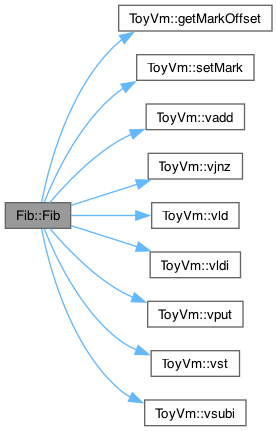 ToyVm::getMarkOffset
ToyVm::setMark
ToyVm::vadd
ToyVm::vjnz
Fib::Fib
ToyVm::vld
ToyVm::vldi
ToyVm::vput
ToyVm::vst
ToyVm::vsubi